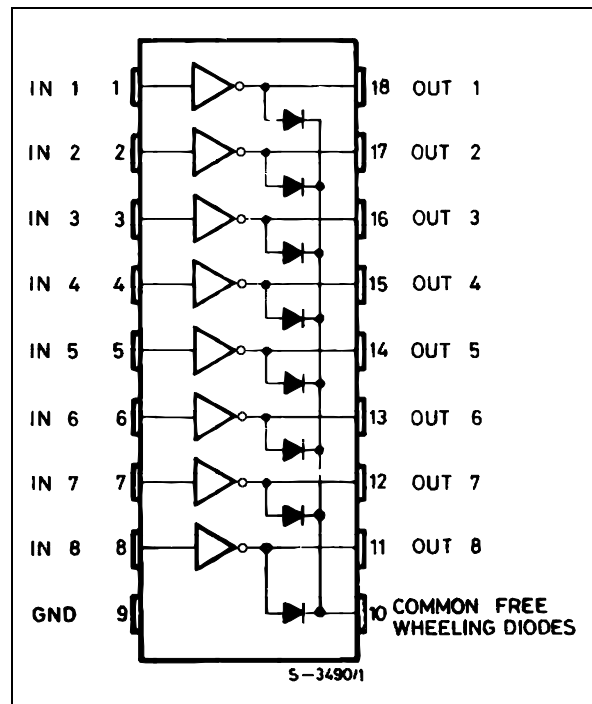 IN 1 1 18 OUT 1
IN 2 2 17 OUT 2
IN 3 3 16 OUT 3
IN 4 4 15 OUT 4
IN 5 5 14 OUT 5
IN 6 6 13 OUT 6
IN 7 7 12 OUT 7
IN 8 8 11 OUT 8
GND 9 10 COMMON FREE
WHEELING DIODES
S-3490/1